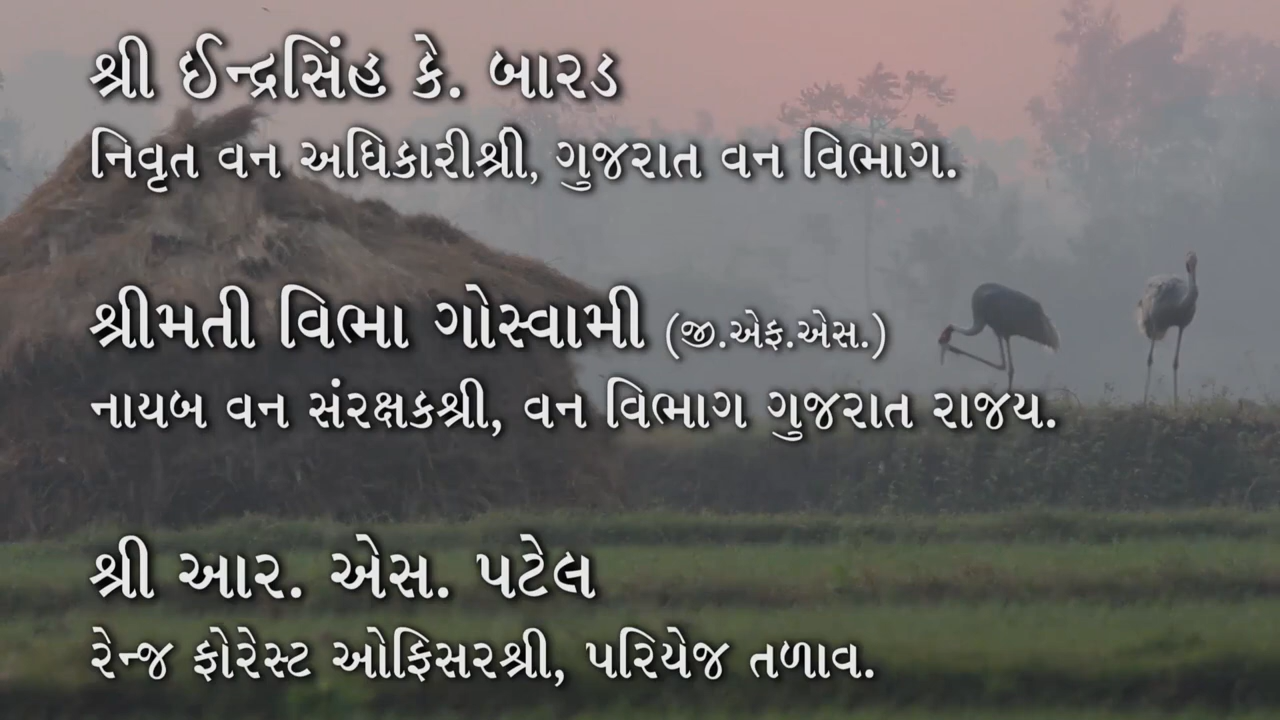 શ્રી ઈન્દ્રસિંહ કે. બારડ
નિવૃત વન અધિકારીશ્રી, ગુજરાત વન વિભાગ.
શ્રીમતી વિભા ગોસ્વામી (જી.એફ.એસ.)
નાયબ વન સંરક્ષકશ્રી, વન વિભાગ ગુજરાત રાજય.
શ્રી આર. એસ. પટેલ
રેન્જ ફોરેસ્ટ ઓફિસરશ્રી, પરિયેજ તળાવ.